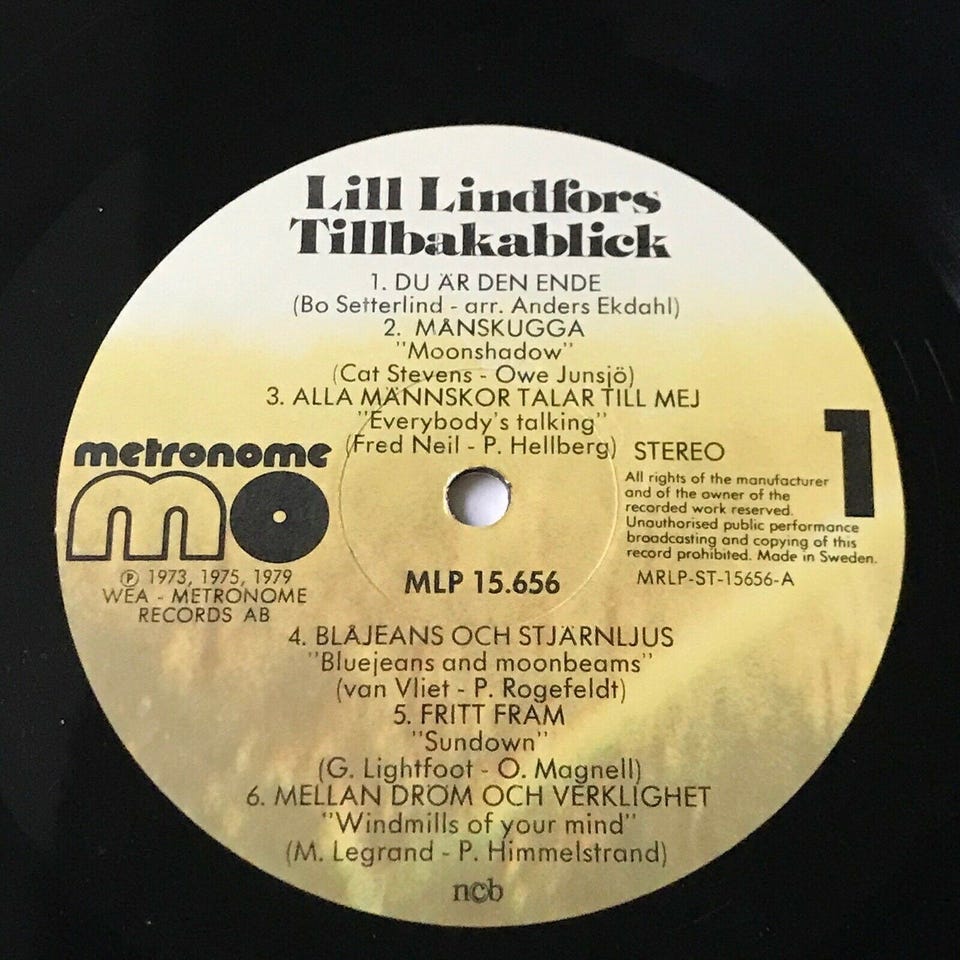 Lill Lindfors
Tillbakablick
1. DU ÄR DEN ENDE
(Bo Setterlind - arr. Anders Ekdahl)
2. MÅNSKUGGA
"Moonshadow"
(Cat Stevens - Owe Junsjö)
3. ALLA MÄNNSKOR TALAR TILL MEJ
"Everybody's talking"
(Fred Neil - P. Hellberg)
metronome
mo
℗ 1973, 1975, 1979
WEA - METRONOME
RECORDS AB
MLP 15.656
STEREO
1
All rights of the manufacturer
and of the owner of the
recorded work reserved.
Unauthorised public performance
broadcasting and copying of this
record prohibited. Made in Sweden.
MRLP-ST-15656-A
4. BLÅJEANS OCH STJÄRNLJUS
"Bluejeans and moonbeams"
(van Vliet - P. Rogefeldt)
5. FRITT FRAM
"Sundown"
(G. Lightfoot - O. Magnell)
6. MELLAN DRÖM OCH VERKLIGHET
"Windmills of your mind"
(M. Legrand - P. Himmelstrand)
ncb